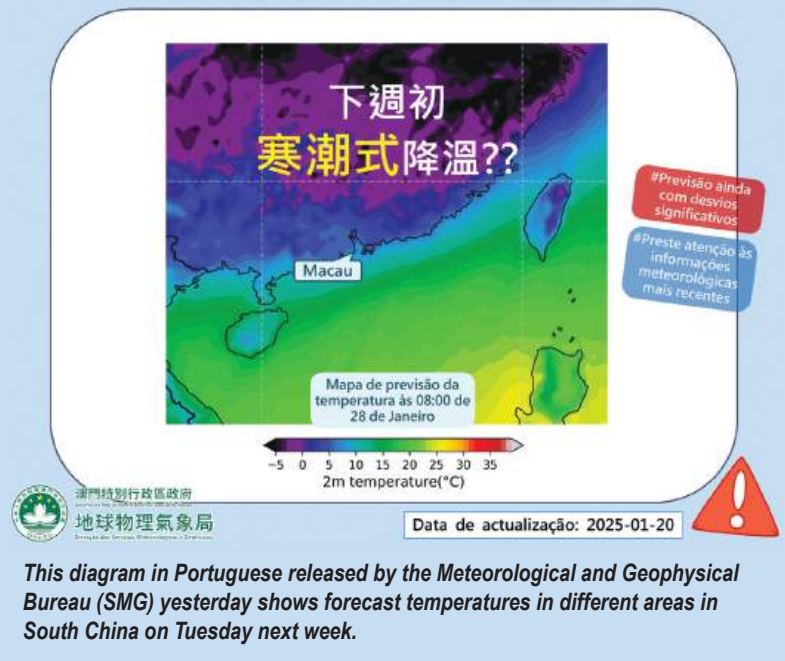 下週初
寒潮式降溫??
#Previsão ainda
com desvios
significativos
#Preste atenção às
informações
meteorológicas
mais recentes
Macau
Mapa de previsão da
temperatura às 08:00 de
28 de Janeiro
−5 0 5 10 15 20 25 30 35
2m temperature(°C)
澳門特別行政區政府
地球物理氣象局
Data de actualização: 2025-01-20
This diagram in Portuguese released by the Meteorological and Geophysical
Bureau (SMG) yesterday shows forecast temperatures in different areas in
South China on Tuesday next week.